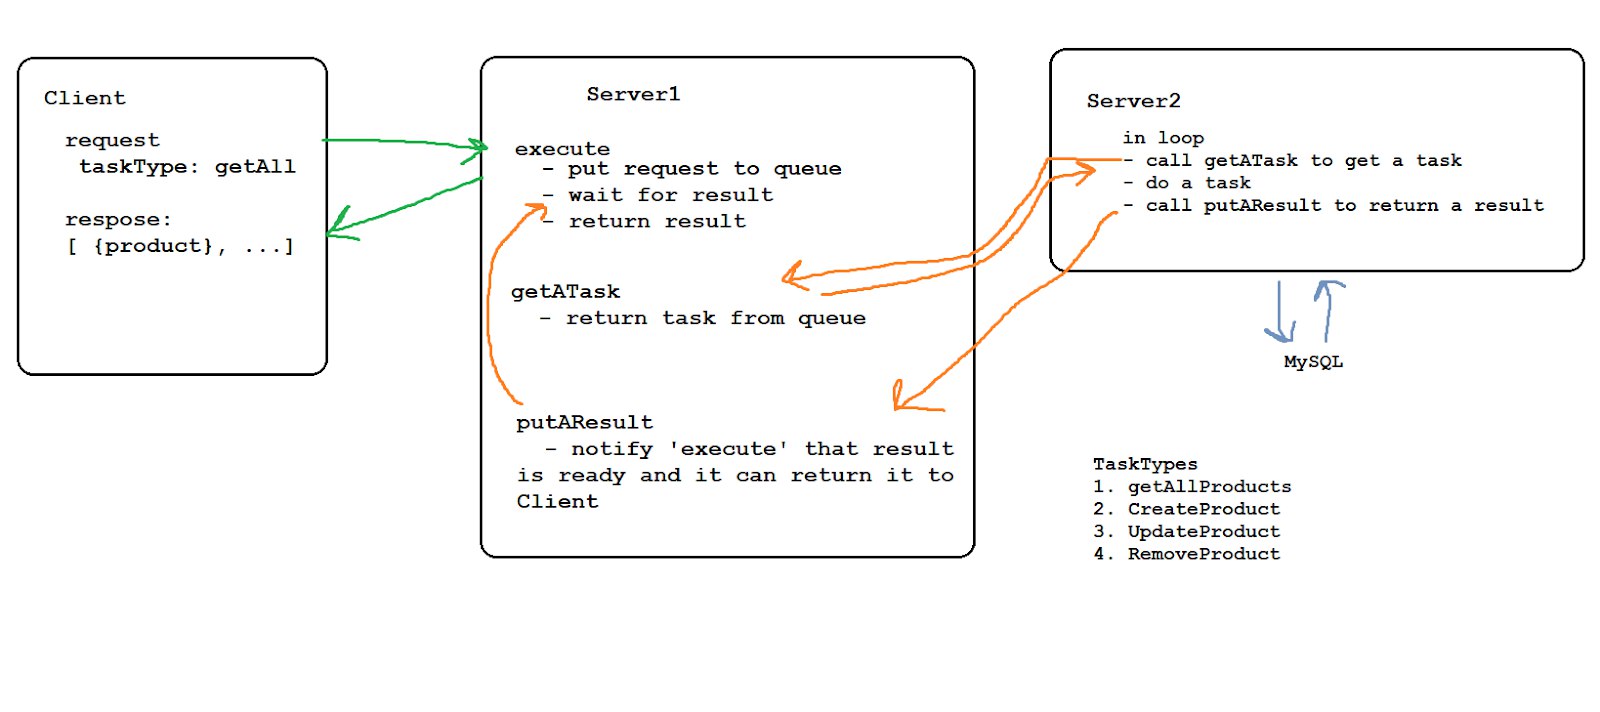 Client
request
taskType: getAll
respose:
[ {product}, ...]
Server1
execute
- put request to queue
- wait for result
- return result
getATask
- return task from queue
putAResult
- notify 'execute' that result
is ready and it can return it to
Client
Server2
in loop
- call getATask to get a task
- do a task
- call putAResult to return a result
MySQL
TaskTypes
1. getAllProducts
2. CreateProduct
3. UpdateProduct
4. RemoveProduct